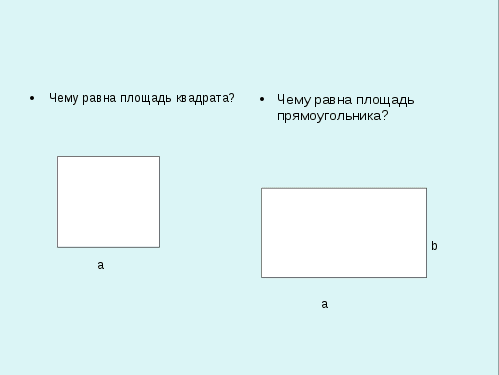 • Чему равна площадь квадрата?
• Чему равна площадь
прямоугольника?
a
b
a